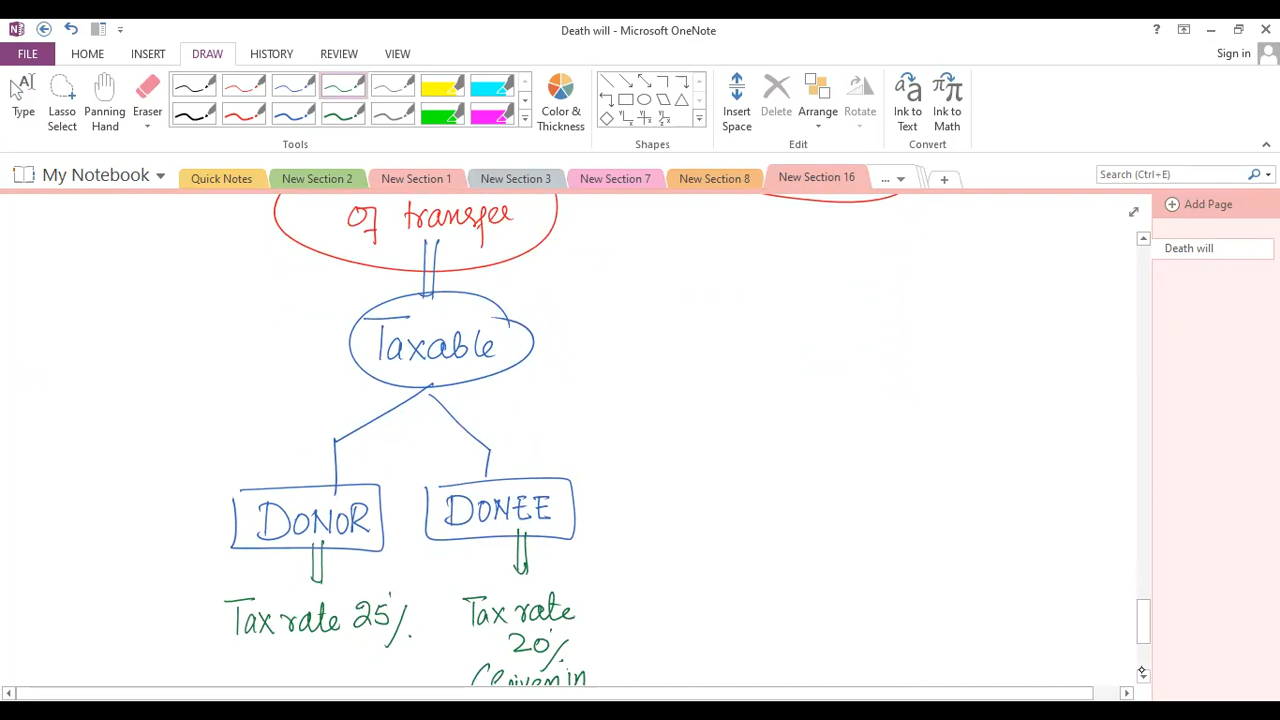 Death will - Microsoft OneNote
FILE HOME INSERT DRAW HISTORY REVIEW VIEW Sign in
Type Lasso Select Panning Hand Eraser Color & Thickness Insert Space Delete Arrange Rotate Ink to Text Ink to Math
Tools Shapes Edit Convert
My Notebook Quick Notes New Section 2 New Section 1 New Section 3 New Section 7 New Section 8 New Section 16 ... Search (Ctrl+E)
Add Page
Death will
of transfer
Taxable
DONOR DONEE
Tax rate 25% Tax rate
20%